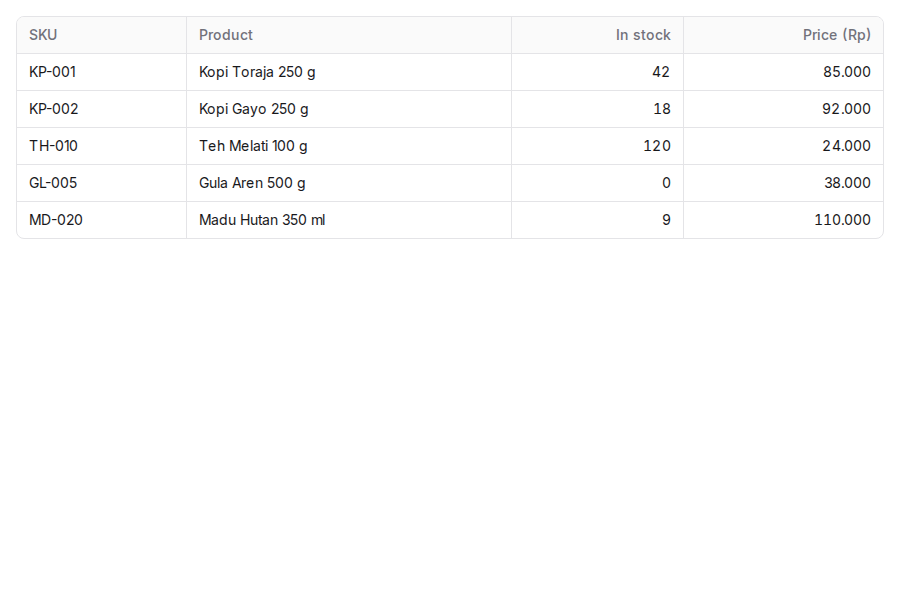 SKU Product In stock Price (Rp)
KP-001 Kopi Toraja 250 g 42 85.000
KP-002 Kopi Gayo 250 g 18 92.000
TH-010 Teh Melati 100 g 120 24.000
GL-005 Gula Aren 500 g 0 38.000
MD-020 Madu Hutan 350 ml 9 110.000